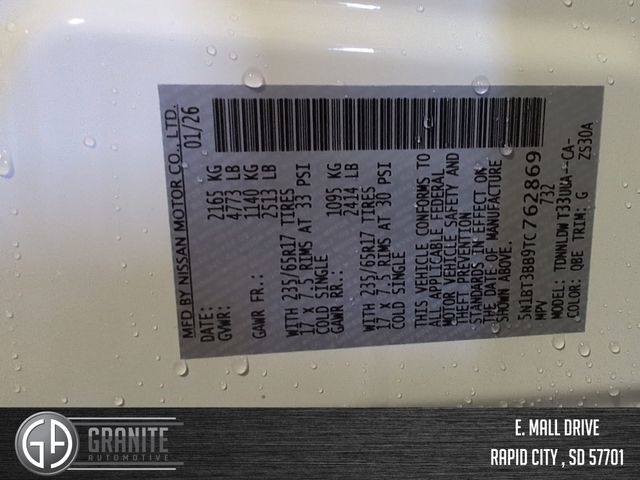 MFD BY NISSAN MOTOR CO., LTD.
DATE: 01/26
GVWR: 2165 KG
4773 LB
GAWR FR.: 1140 KG
2513 LB
WITH 235/65R17 TIRES
17 X 7.5 RIMS AT 33 PSI
COLD SINGLE
GAWR RR.: 1095 KG
2414 LB
WITH 235/65R17 TIRES
17 X 7.5 RIMS AT 30 PSI
COLD SINGLE
THIS VEHICLE CONFORMS TO
ALL APPLICABLE FEDERAL
MOTOR VEHICLE SAFETY AND
THEFT PREVENTION
STANDARDS IN EFFECT ON
THE DATE OF MANUFACTURE
SHOWN ABOVE.
5N1BT3BB9TC762869
MPV 732
MODEL: TDNNLDW T33UKA--CA-
COLOR: QBE TRIM: G ZS30A
GA GRANITE
AUTOMOTIVE
E. MALL DRIVE
RAPID CITY , SD 57701